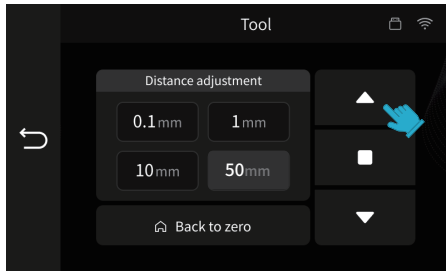 Tool
Distance adjustment
0.1mm 1mm
10mm 50mm
Back to zero